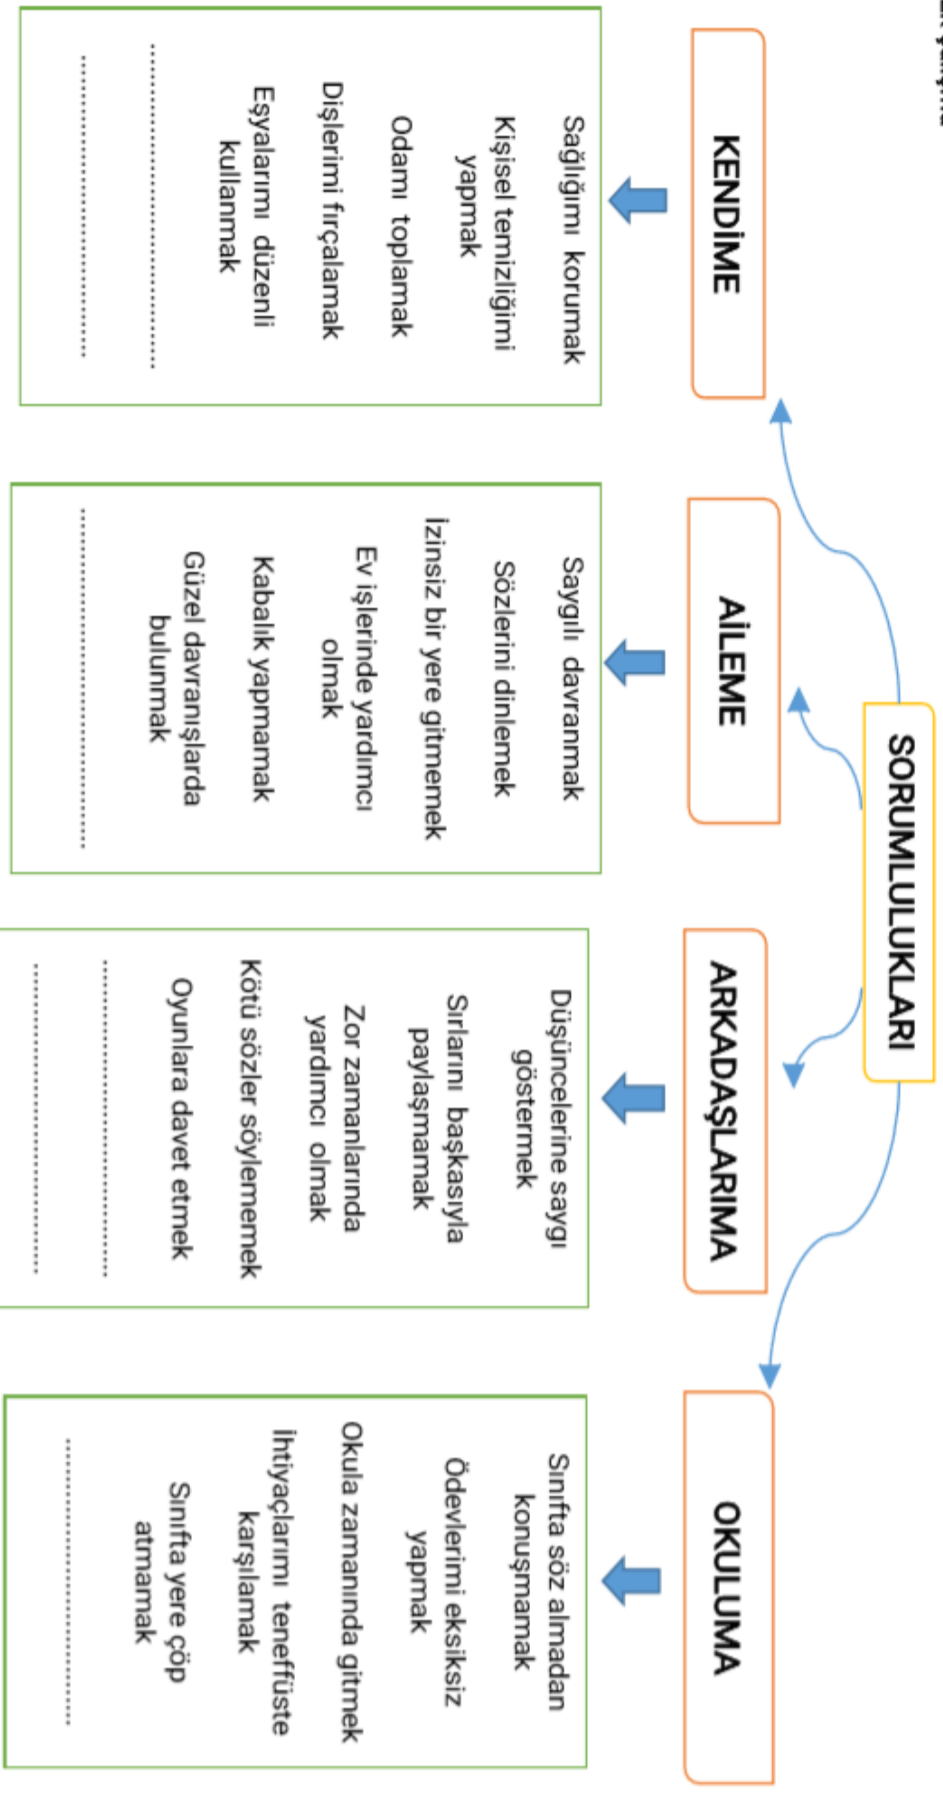 SORUMLULUKLARI
KENDİME
Sağlığımı korumak
Kişisel temizliğimi
yapmak
Odamı toplamak
Dişlerimi fırçalamak
Eşyalarımı düzenli
kullanmak
AİLEME
Saygılı davranmak
Sözlerini dinlemek
İzinsiz bir yere gitmemek
Ev işlerinde yardımcı
olmak
Kabalık yapmamak
Güzel davranışlarda
bulunmak
ARKADAŞLARIMA
Düşüncelerine saygı
göstermek
Sırlarını başkasıyla
paylaşmamak
Zor zamanlarında
yardımcı olmak
Kötü sözler söylememek
Oyunlara davet etmek
OKULUMA
Sınıfta söz almadan
konuşmamak
Ödevlerimi eksiksiz
yapmak
Okula zamanında gitmek
İhtiyaçlarımı teneffüste
karşılamak
Sınıfta yere çöp
atmamak